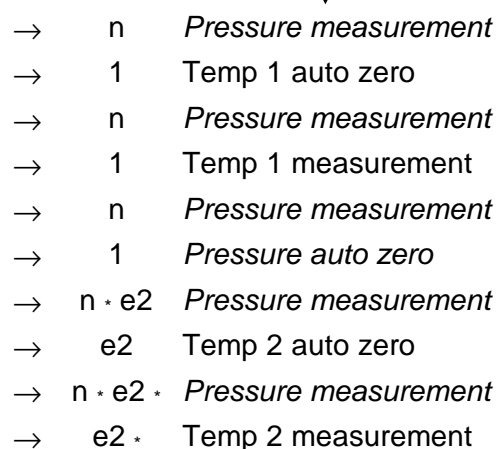 → n Pressure measurement
→ 1 Temp 1 auto zero
→ n Pressure measurement
→ 1 Temp 1 measurement
→ n Pressure measurement
→ 1 Pressure auto zero
→ n * e2 Pressure measurement
→ e2 Temp 2 auto zero
→ n * e2 * Pressure measurement
→ e2 * Temp 2 measurement